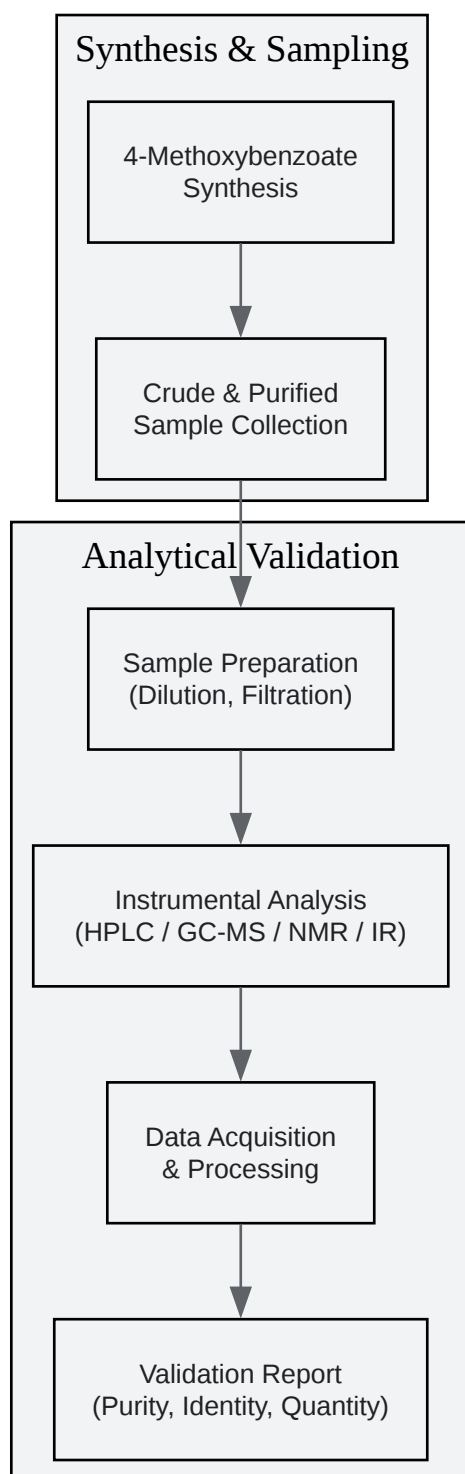 Synthesis & Sampling
4-Methoxybenzoate
Synthesis
Crude & Purified
Sample Collection
Analytical Validation
Sample Preparation
(Dilution, Filtration)
Instrumental Analysis
(HPLC / GC-MS / NMR / IR)
Data Acquisition
& Processing
Validation Report
(Purity, Identity, Quantity)